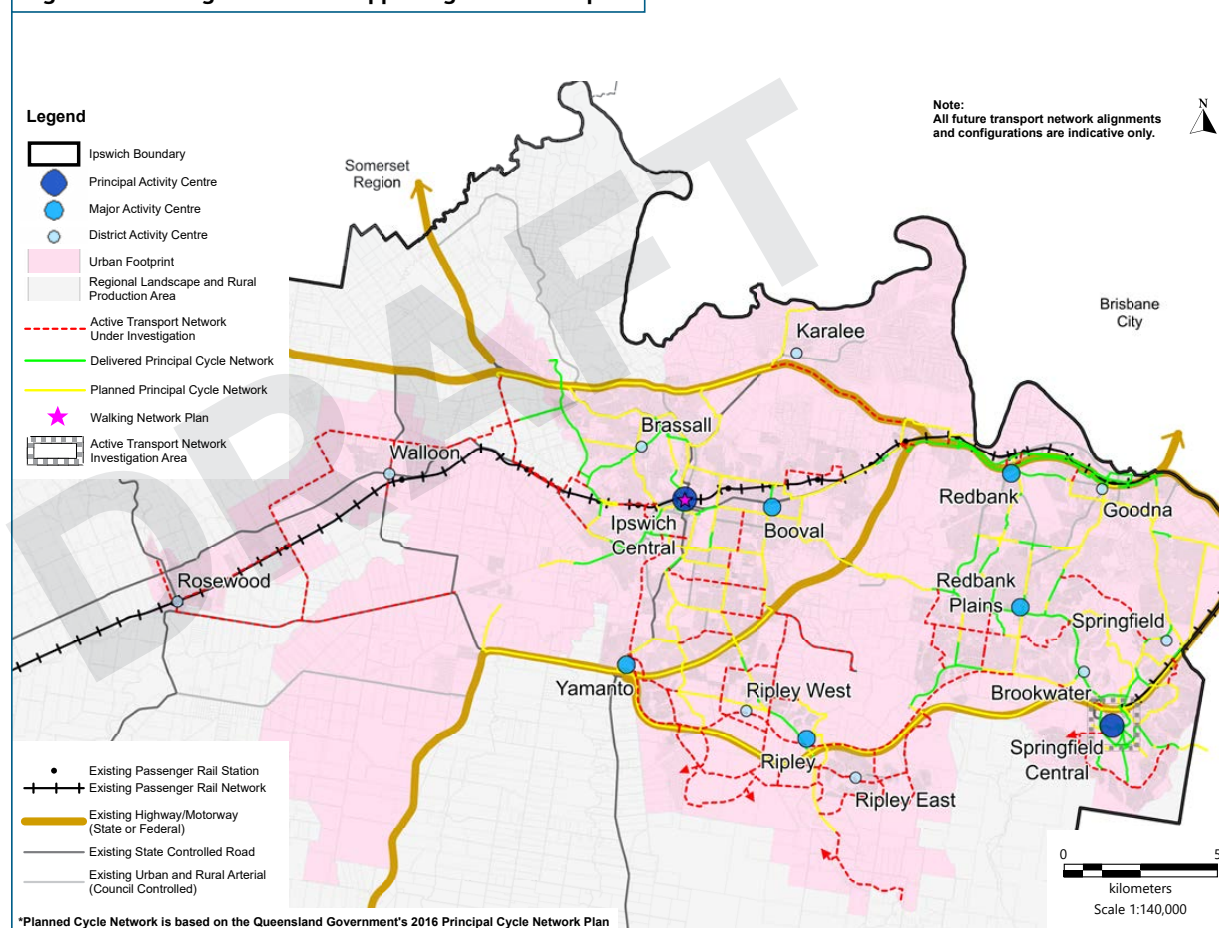 Legend
Ipswich Boundary
Principal Activity Centre
Major Activity Centre
District Activity Centre
Urban Footprint
Regional Landscape and Rural
Production Area
Active Transport Network
Under Investigation
Delivered Principal Cycle Network
Planned Principal Cycle Network
Walking Network Plan
Active Transport Network
Investigation Area
Note:
All future transport network alignments
and configurations are indicative only.
N
Somerset
Region
Brisbane
City
DRAFT
Karalee
Brassall
Walloon
Ipswich
Central
Booval
Redbank
Goodna
Rosewood
Redbank
Plains
Springfield
Yamanto
Ripley West
Brookwater
Ripley
Springfield
Central
Ripley East
Existing Passenger Rail Station
Existing Passenger Rail Network
Existing Highway/Motorway
(State or Federal)
Existing State Controlled Road
Existing Urban and Rural Arterial
(Council Controlled)
0 5
kilometers
Scale 1:140,000
*Planned Cycle Network is based on the Queensland Government's 2016 Principal Cycle Network Plan